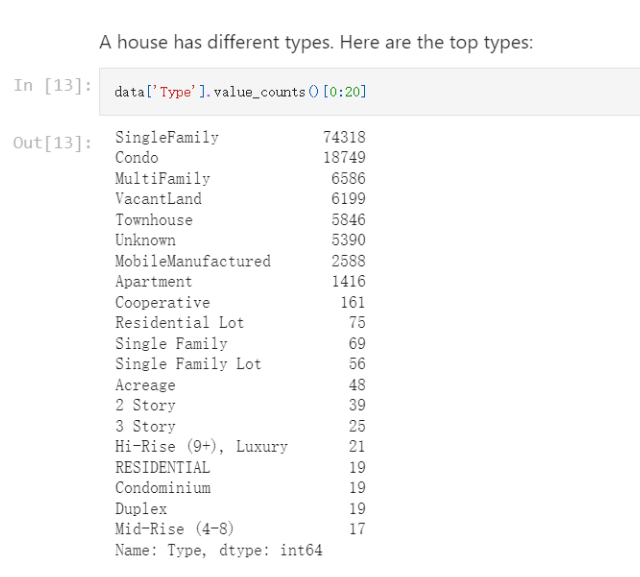 A house has different types. Here are the top types:
In [13]: data['Type'].value_counts()[0:20]
Out[13]: SingleFamily 74318
Condo 18749
MultiFamily 6586
VacantLand 6199
Townhouse 5846
Unknown 5390
MobileManufactured 2588
Apartment 1416
Cooperative 161
Residential Lot 75
Single Family 69
Single Family Lot 56
Acreage 48
2 Story 39
3 Story 25
Hi-Rise (9+), Luxury 21
RESIDENTIAL 19
Condominium 19
Duplex 19
Mid-Rise (4-8) 17
Name: Type, dtype: int64